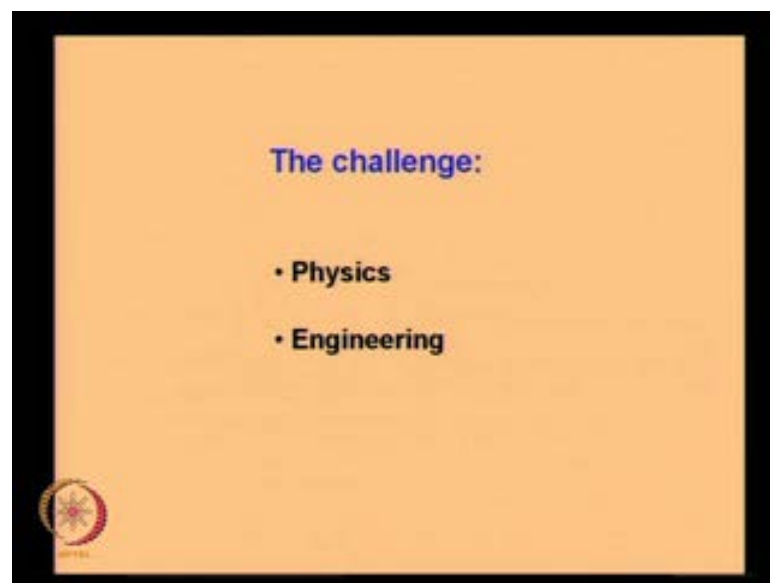 The challenge:
• Physics
• Engineering